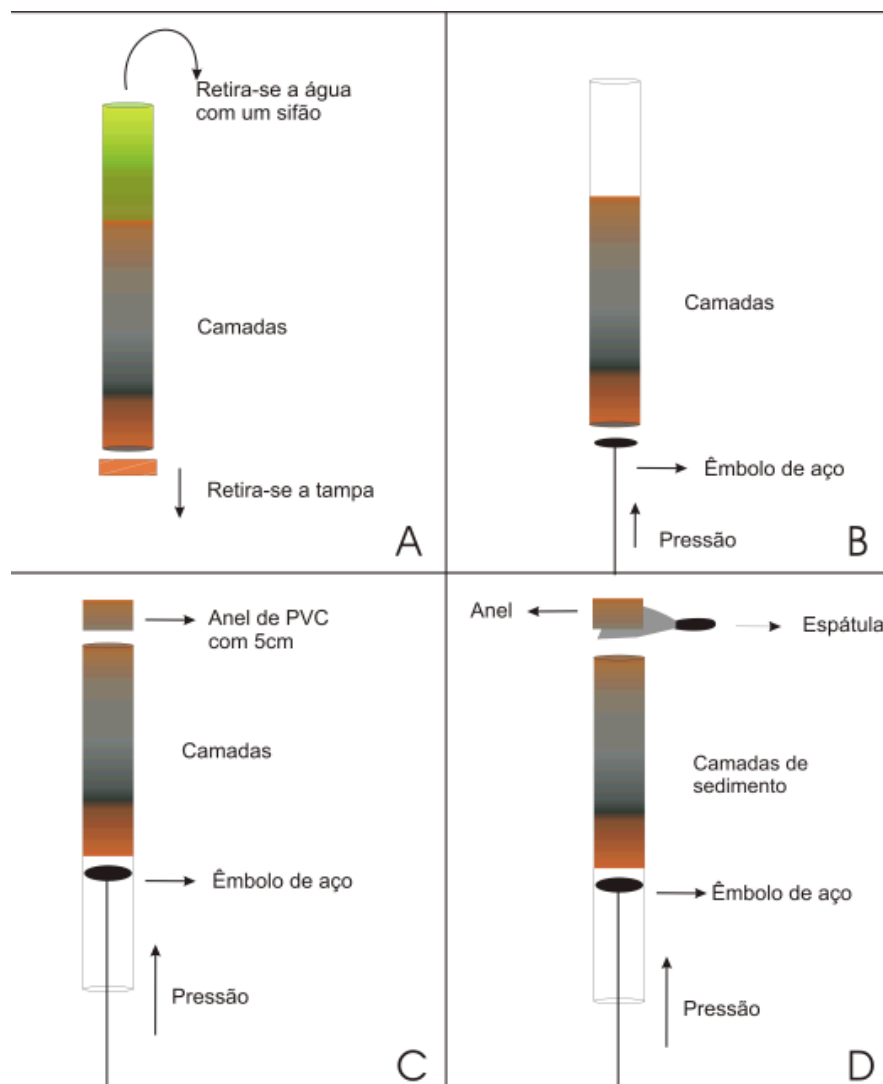 Retira-se a água
com um sifão
Camadas
Retira-se a tampa
A
Camadas
Êmbolo de aço
Pressão
B
Anel de PVC
com 5cm
Camadas
Êmbolo de aço
Pressão
C
Anel
Espátula
Camadas de
sedimento
Êmbolo de aço
Pressão
D